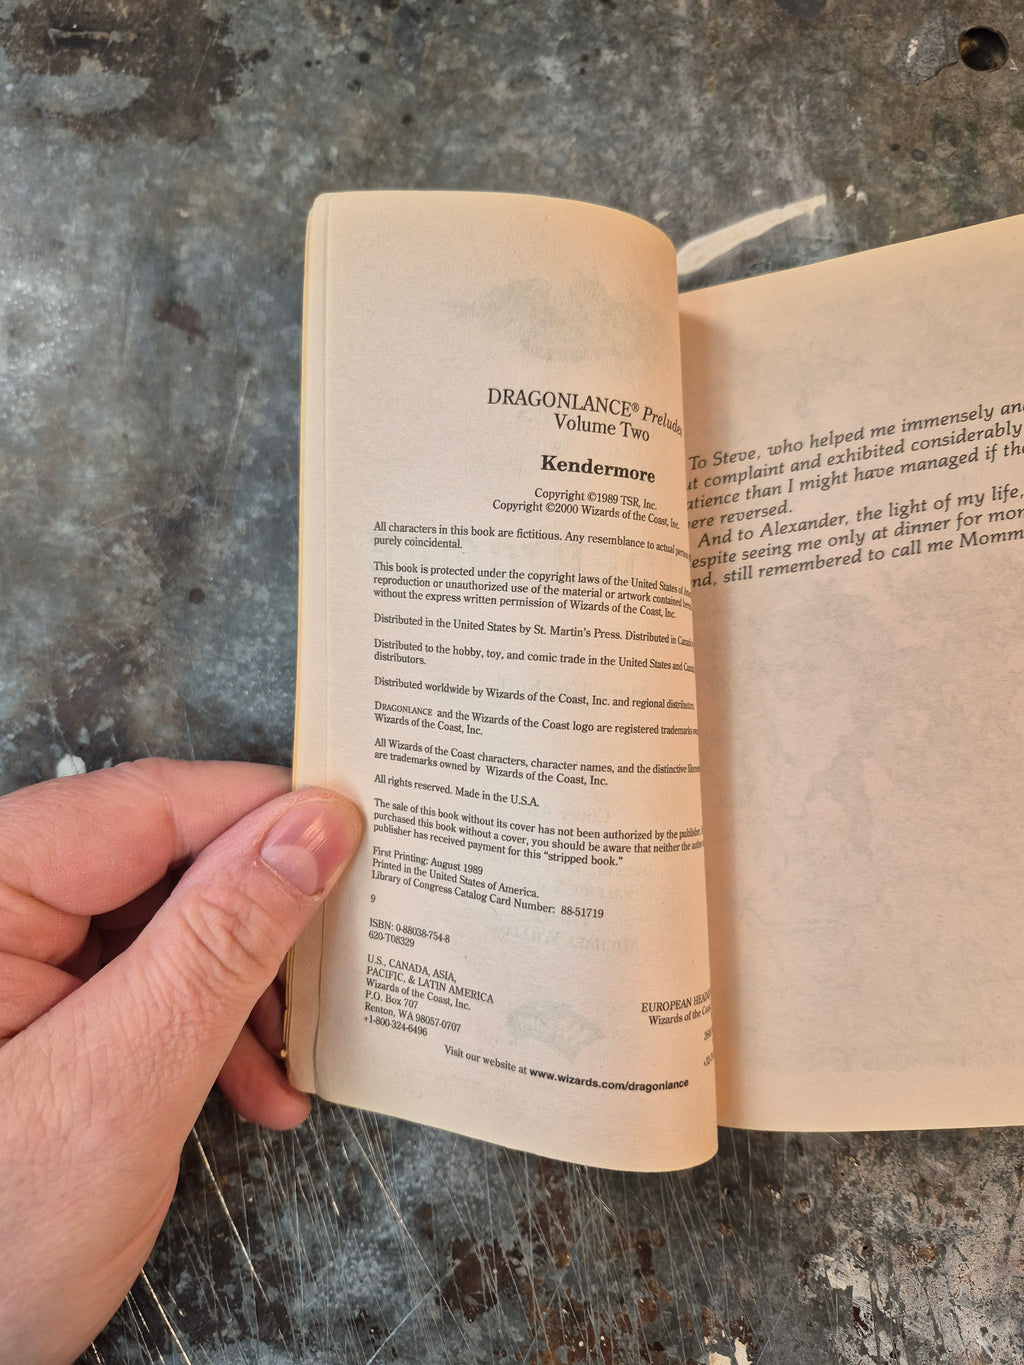 DRAGONLANCE® Preludes
Volume Two
Kendermore
Copyright ©1989 TSR, Inc.
Copyright ©2000 Wizards of the Coast, Inc.
All characters in this book are fictitious. Any resemblance to actual
purely coincidental.
This book is protected under the copyright laws of the United States of
reproduction or unauthorized use of the material or artwork contained
without the express written permission of Wizards of the Coast, Inc.
Distributed in the United States by St. Martin's Press. Distributed in
Distributed to the hobby, toy, and comic trade in the United States and
distributors.
Distributed worldwide by Wizards of the Coast, Inc. and regional distributors.
DRAGONLANCE and the Wizards of the Coast logo are registered trademarks
Wizards of the Coast, Inc.
All Wizards of the Coast characters, character names, and the distinctive
are trademarks owned by Wizards of the Coast, Inc.
All rights reserved. Made in the U.S.A.
The sale of this book without its cover has not been authorized by the publisher.
purchased this book without a cover, you should be aware that neither the
publisher has received payment for this "stripped book."
First Printing: August 1989
Printed in the United States of America.
Library of Congress Catalog Card Number: 88-51719
9
ISBN: 0-88038-754-8
620-T08329
U.S., CANADA, ASIA,
PACIFIC, & LATIN AMERICA
Wizards of the Coast, Inc.
P.O. Box 707
Renton, WA 98057-0707
+1-800-324-6496
EUROPEAN
Wizards of the
Visit our website at www.wizards.com/dragonlance
To Steve, who helped me immensely
complaint and exhibited considerably
than I might have managed if
reversed.
And to Alexander, the light of my life,
seeing me only at dinner for
still remembered to call me